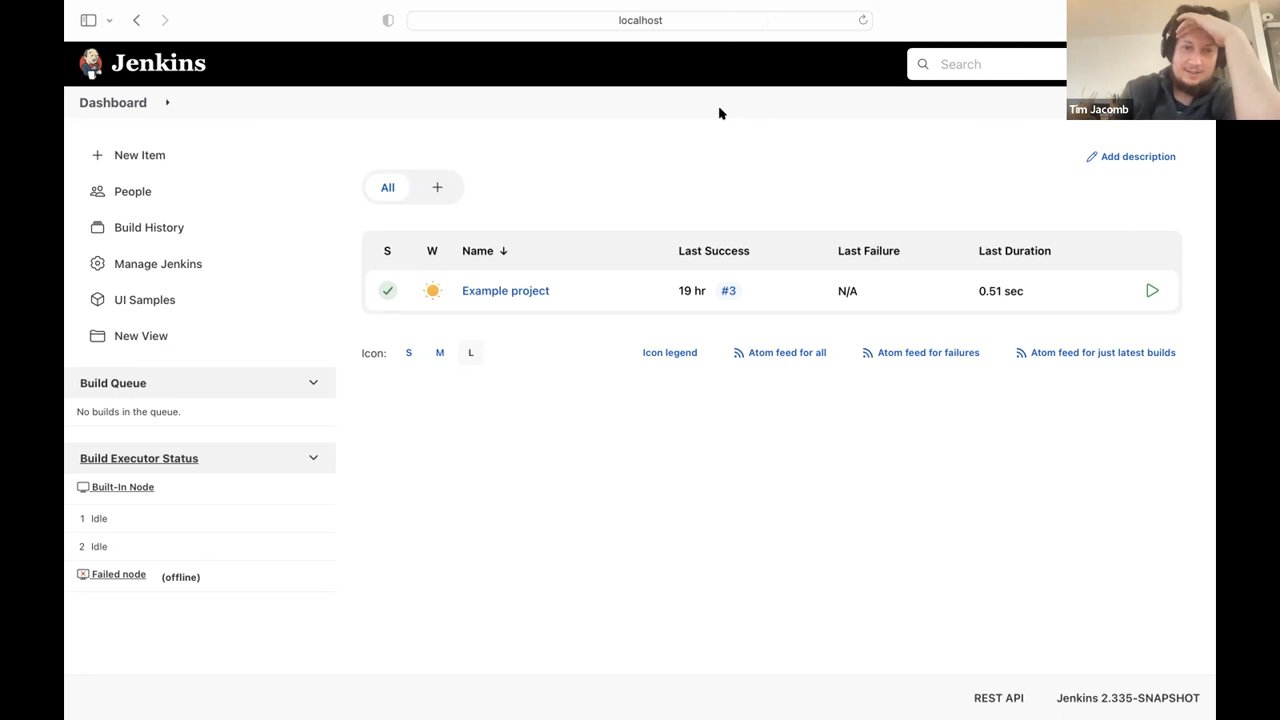 localhost
Jenkins
Search
Tim Jacomb
Dashboard
New Item
People
Build History
Manage Jenkins
UI Samples
New View
Build Queue
No builds in the queue.
Build Executor Status
Built-In Node
1 Idle
2 Idle
Failed node (offline)
Add description
All +
S W Name ↓ Last Success Last Failure Last Duration
Example project 19 hr #3 N/A 0.51 sec
Icon: S M L
Icon legend Atom feed for all Atom feed for failures Atom feed for just latest builds
REST API Jenkins 2.335-SNAPSHOT